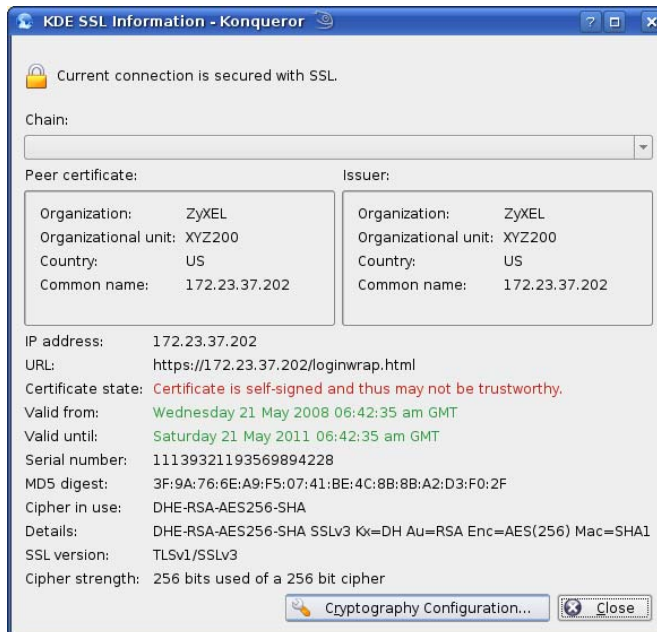 KDE SSL Information - Konqueror
Current connection is secured with SSL.
Chain:
Peer certificate:
Issuer:
Organization: ZyXEL
Organizational unit: XYZ200
Country: US
Common name: 172.23.37.202
Organization: ZyXEL
Organizational unit: XYZ200
Country: US
Common name: 172.23.37.202
IP address: 172.23.37.202
URL: https://172.23.37.202/loginwrap.html
Certificate state: Certificate is self-signed and thus may not be trustworthy.
Valid from: Wednesday 21 May 2008 06:42:35 am GMT
Valid until: Saturday 21 May 2011 06:42:35 am GMT
Serial number: 11139321193569894228
MD5 digest: 3F:9A:76:6E:A9:F5:07:41:BE:4C:8B:8B:A2:D3:F0:2F
Cipher in use: DHE-RSA-AES256-SHA
Details: DHE-RSA-AES256-SHA SSLv3 Kx=DH Au=RSA Enc=AES(256) Mac=SHA1
SSL version: TLSv1/SSLv3
Cipher strength: 256 bits used of a 256 bit cipher
Cryptography Configuration...
Close